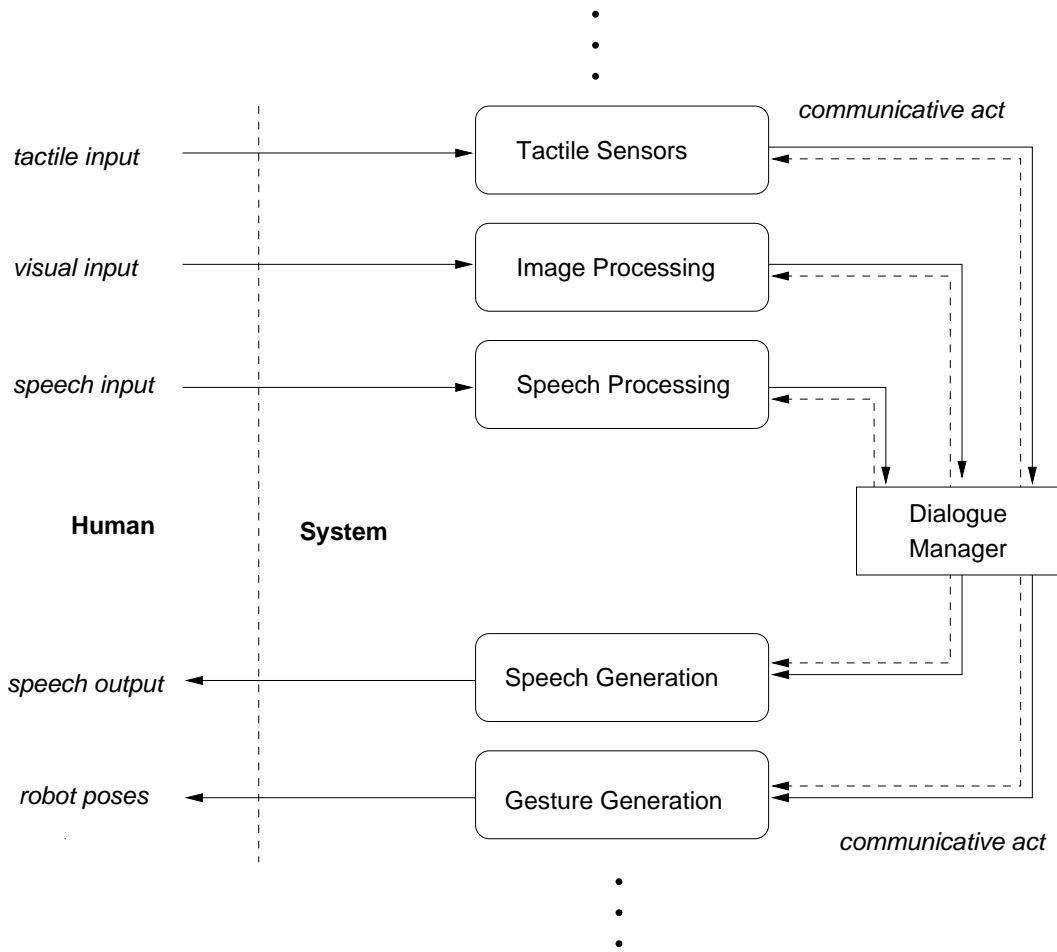 communicative act
tactile input
Tactile Sensors
visual input
Image Processing
speech input
Speech Processing
Human
System
Dialogue
Manager
speech output
Speech Generation
robot poses
Gesture Generation
communicative act